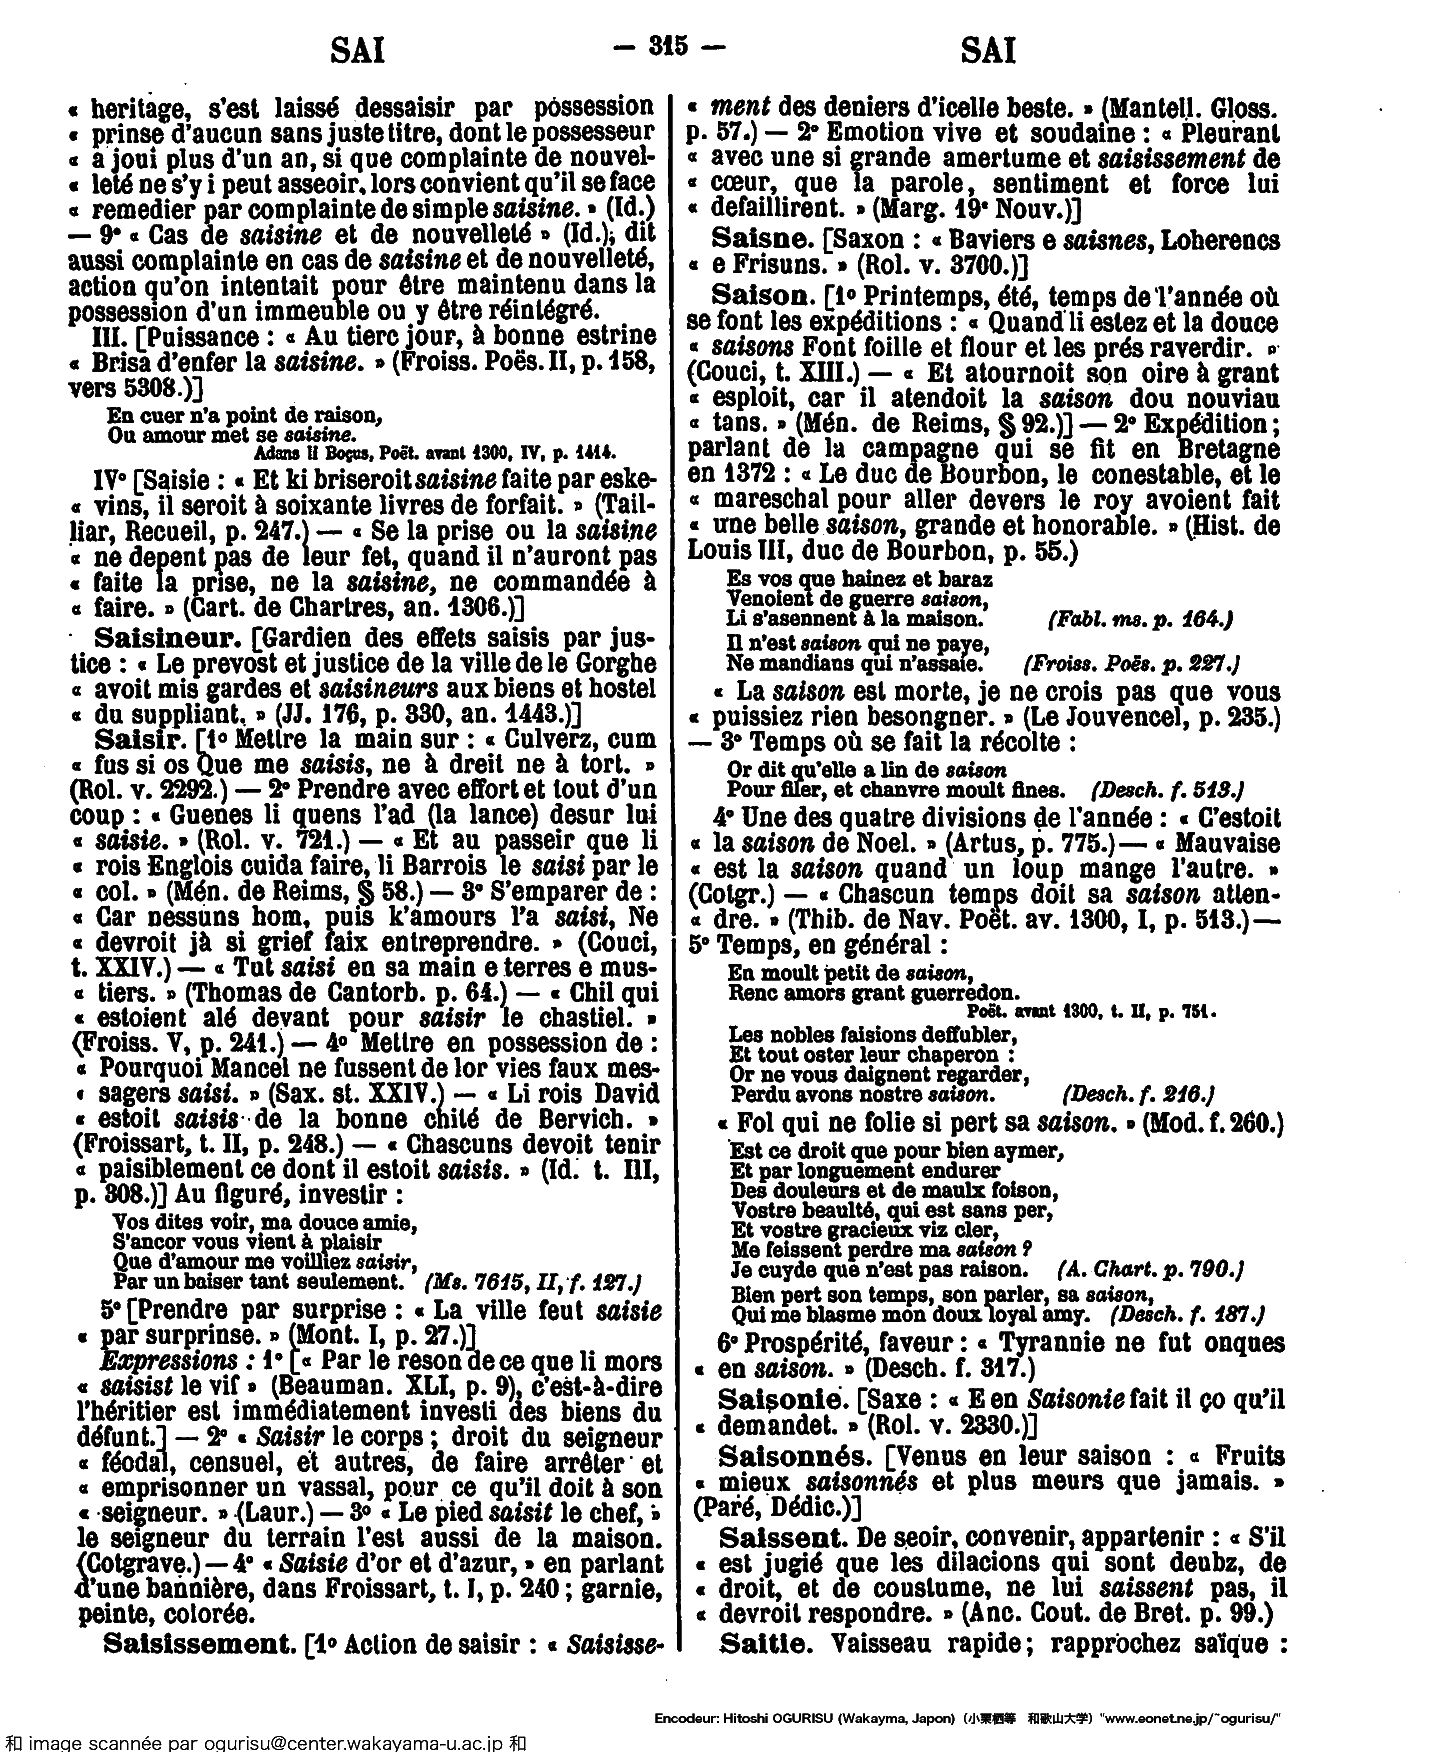 SAI — 315 — SAI
« heritage, s'est laissé dessaisir par possession
« prinse d'aucun sans juste titre, dont le possesseur
« a joui plus d'un an, si que complainte de nouvel-
« leté ne s'y i peut asseoir, lors convient qu'il se face
« remedier par complainte de simple saisine. » (Id.)
— 9° « Cas de saisine et de nouvelleté » (Id.); dit
aussi complainte en cas de saisine et de nouvelleté,
action qu'on intentait pour être maintenu dans la
possession d'un immeuble ou y être réintégré.
III. [Puissance : « Au tierc jour, à bonne estrine
« Brisa d'enfer la saisine. » (Froiss. Poës. II, p. 158,
vers 5308.)]
En cuer n'a point de raison,
Ou amour met se saisine.
Adans li Boçus, Poët. avant 1300, IV, p. 1414.
IV° [Saisie : « Et ki briseroit saisine faite par eske-
« vins, il seroit à soixante livres de forfait. » (Tail-
liar, Recueil, p. 247.) — « Se la prise ou la saisine
« ne depent pas de leur fet, quand il n'auront pas
« faite la prise, ne la saisine, ne commandée à
« faire. » (Cart. de Chartres, an. 1306.)]
Saisineur. [Gardien des effets saisis par jus-
tice : « Le prevost et justice de la ville de le Gorghe
« avoit mis gardes et saisineurs aux biens et hostel
« du suppliant. » (JJ. 176, p. 330, an. 1443.)]
Saisir. [1° Mettre la main sur : « Culverz, cum
« fus si os Que me saisis, ne à dreit ne à tort. »
(Rol. v. 2292.) — 2° Prendre avec effort et tout d'un
coup : « Guenes li quens l'ad (la lance) desur lui
« saisie. » (Rol. v. 721.) — « Et au passeir que li
« rois Englois cuida faire, li Barrois le saisi par le
« col. » (Mén. de Reims, § 58.) — 3° S'emparer de :
« Car nessuns hom, puis k'amours l'a saisi, Ne
« devroit jà si grief faix entreprendre. » (Couci,
t. XXIV.) — « Tut saisi en sa main e terres e mus-
« tiers. » (Thomas de Cantorb. p. 64.) — « Chil qui
« estoient alé devant pour saisir le chastiel. »
(Froiss. V, p. 241.) — 4° Mettre en possession de :
« Pourquoi Mancel ne fussent de lor vies faux mes-
« sagers saisi. » (Sax. st. XXIV.) — « Li rois David
« estoit saisis de la bonne chité de Bervich. »
(Froissart, t. II, p. 248.) — « Chascuns devoit tenir
« paisiblement ce dont il estoit saisis. » (Id. t. III,
p. 308.)] Au figuré, investir :
Vos dites voir, ma douce amie,
S'ancor vous vient à plaisir
Que d'amour me voilliez saisir,
Par un baiser tant seulement. (Ms. 7615, II, f. 127.)
5° [Prendre par surprise : « La ville feut saisie
« par surprinse. » (Mont. I, p. 27.)]
Expressions : 1° [« Par le reson de ce que li mors
« saisist le vif » (Beauman. XLI, p. 9), c'est-à-dire
l'héritier est immédiatement investi des biens du
défunt.] — 2° « Saisir le corps ; droit du seigneur
« féodal, censuel, et autres, de faire arrêter et
« emprisonner un vassal, pour ce qu'il doit à son
« seigneur. » (Laur.) — 3° « Le pied saisit le chef, »
le seigneur du terrain l'est aussi de la maison.
(Cotgrave.) — 4° « Saisie d'or et d'azur, » en parlant
d'une bannière, dans Froissart, t. I, p. 240 ; garnie,
peinte, colorée.
Saisissement. [1° Action de saisir : « Saisisse-
« ment des deniers d'icelle beste. » (Mantell. Gloss.
p. 57.) — 2° Emotion vive et soudaine : « Pleurant
« avec une si grande amertume et saisissement de
« cœur, que la parole, sentiment et force lui
« defaillirent. » (Marg. 19° Nouv.)]
Saisne. [Saxon : « Baviers e saisnes, Loherencs
« e Frisuns. » (Rol. v. 3700.)]
Saison. [1° Printemps, été, temps de l'année où
se font les expéditions : « Quand li estez et la douce
« saisons Font foille et flour et les prés raverdir. »
(Couci, t. XIII.) — « Et atournoit son oire à grant
« esploit, car il atendoit la saison dou nouviau
« tans. » (Mén. de Reims, § 92.)] — 2° Expédition ;
parlant de la campagne qui se fit en Bretagne
en 1372 : « Le duc de Bourbon, le conestable, et le
« mareschal pour aller devers le roy avoient fait
« une belle saison, grande et honorable. » (Hist. de
Louis III, duc de Bourbon, p. 55.)
Es vos que hainez et baraz
Venoient de guerre saison,
Li s'asennent à la maison. (Fabl. ms. p. 164.)
Il n'est saison qui ne paye,
Ne mandians qui n'assaie. (Froiss. Poës. p. 227.)
« La saison est morte, je ne crois pas que vous
« puissiez rien besongner. » (Le Jouvencel, p. 235.)
— 3° Temps où se fait la récolte :
Or dit qu'elle a lin de saison
Pour filer, et chanvre moult fines. (Desch. f. 513.)
4° Une des quatre divisions de l'année : « C'estoit
« la saison de Noel. » (Artus, p. 775.) — « Mauvaise
« est la saison quand un loup mange l'autre. »
(Cotgr.) — « Chascun temps doit sa saison atten-
« dre. » (Thib. de Nav. Poët. av. 1300, I, p. 513.) —
5° Temps, en général :
En moult petit de saison,
Renc amors grant guerredon.
Poët. avant 1300, t. II, p. 751.
Les nobles faisions deffubler,
Et tout oster leur chaperon :
Or ne vous daignent regarder,
Perdu avons nostre saison. (Desch. f. 216.)
« Fol qui ne folie si pert sa saison. » (Mod. f. 260.)
Est ce droit que pour bien aymer,
Et par longuement endurer
Des douleurs et de maulx foison,
Vostre beaulté, qui est sans per,
Et vostre gracieux viz cler,
Me feissent perdre ma saison ?
Je cuyde que n'est pas raison. (A. Chart. p. 790.)
Bien pert son temps, son parler, sa saison,
Qui me blasme mon doux loyal amy. (Desch. f. 187.)
6° Prospérité, faveur : « Tyrannie ne fut onques
« en saison. » (Desch. f. 317.)
Saisonie. [Saxe : « E en Saisonie fait il ço qu'il
« demandet. » (Rol. v. 2330.)]
Saisonnés. [Venus en leur saison : « Fruits
« mieux saisonnés et plus meurs que jamais. »
(Paré, Dédic.)]
Saissent. De seoir, convenir, appartenir : « S'il
« est jugié que les dilacions qui sont deubz, de
« droit, et de coustume, ne lui saissent pas, il
« devroit respondre. » (Anc. Cout. de Bret. p. 99.)
Saitie. Vaisseau rapide ; rapprochez saïque :
Encodeur: Hitoshi OGURISU (Wakayma, Japon) (小栗栖等 和歌山大学) "www.eonet.ne.jp/~ogurisu/"
和 image scannée par ogurisu@center.wakayama-u.ac.jp 和